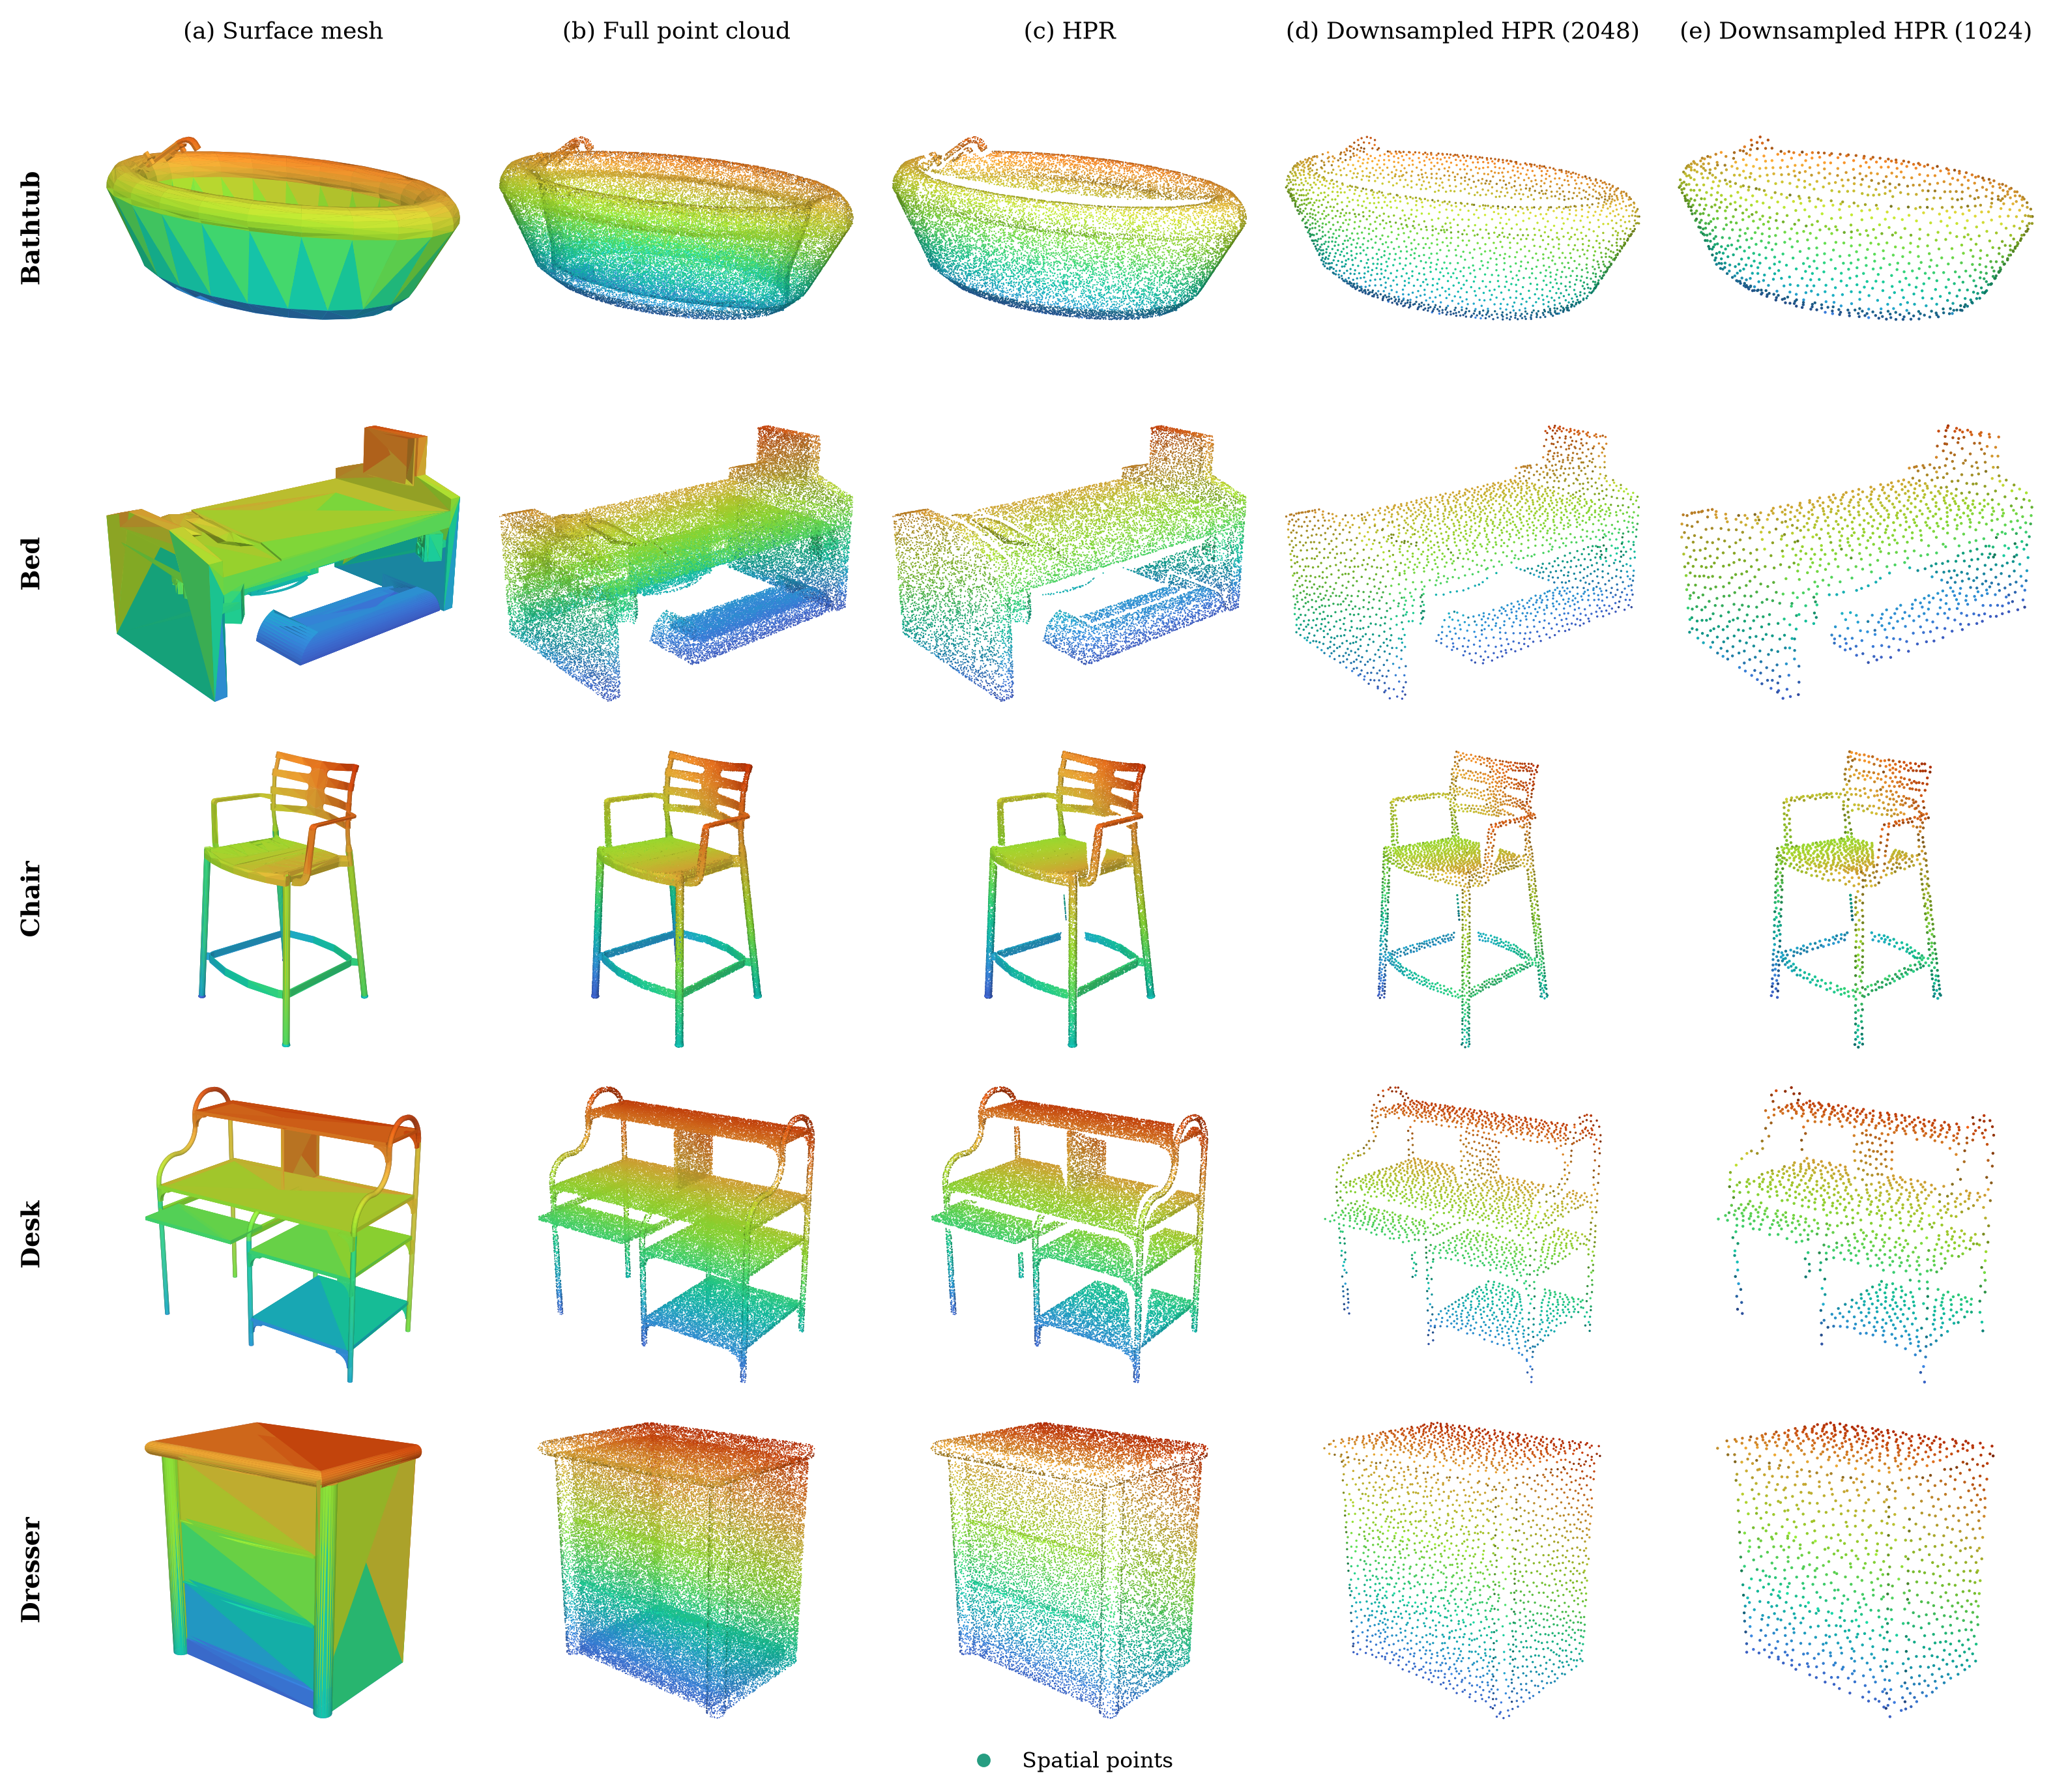 (a) Surface mesh
(b) Full point cloud
(c) HPR
(d) Downsampled HPR (2048)
(e) Downsampled HPR (1024)
Bathtub
Bed
Chair
Desk
Dresser
Spatial points